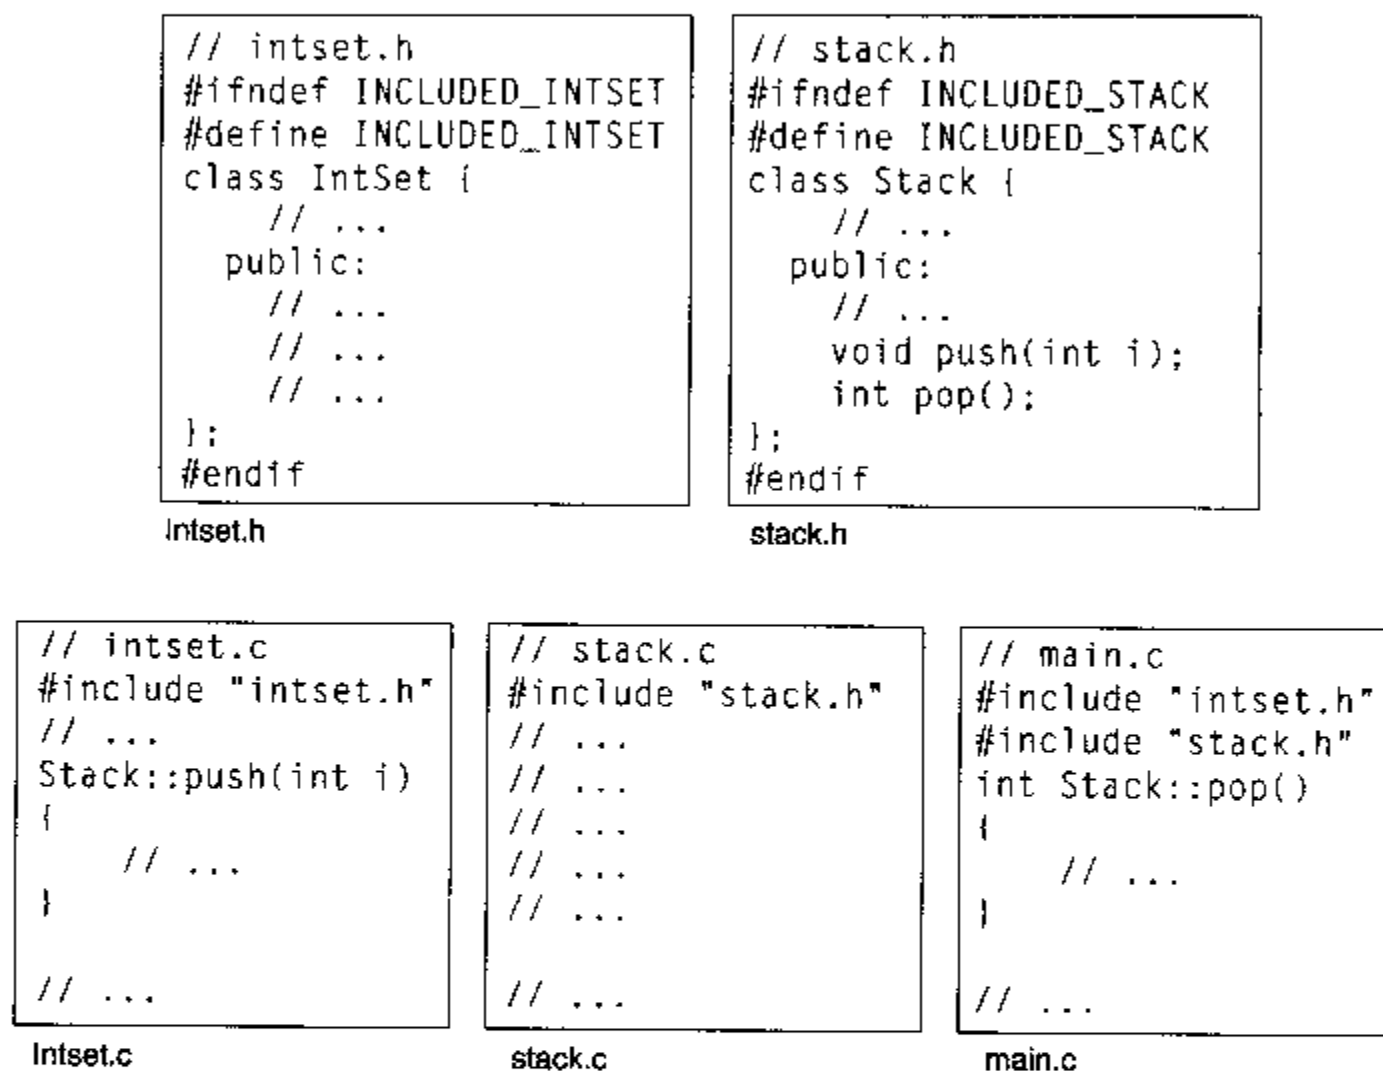 // intset.h
#ifndef INCLUDED_INTSET
#define INCLUDED_INTSET
class IntSet {
// ...
public:
// ...
// ...
// ...
};
#endif
Intset.h
// stack.h
#ifndef INCLUDED_STACK
#define INCLUDED_STACK
class Stack {
// ...
public:
// ...
void push(int i);
int pop();
};
#endif
stack.h
// intset.c
#include "intset.h"
// ...
Stack::push(int i)
{
// ...
}
// ...
Intset.c
// stack.c
#include "stack.h"
// ...
// ...
// ...
// ...
// ...
// ...
stack.c
// main.c
#include "intset.h"
#include "stack.h"
int Stack::pop()
{
// ...
}
// ...
main.c